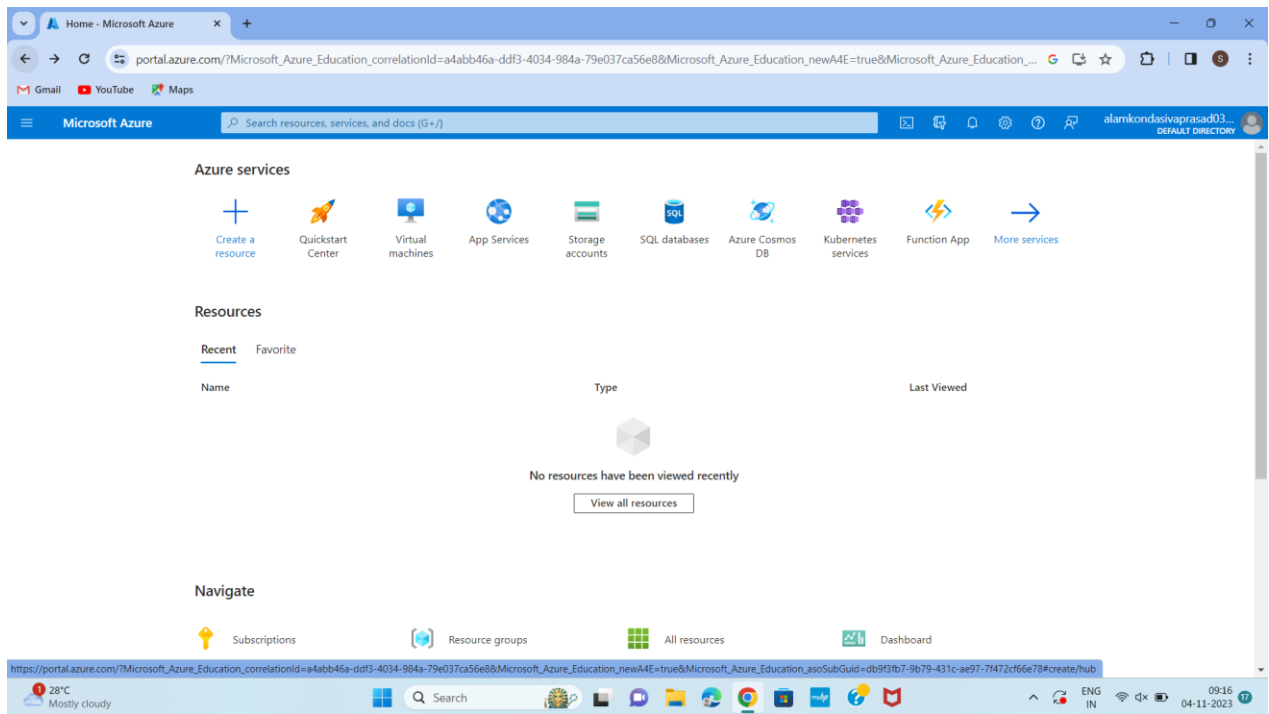 Home - Microsoft Azure
portal.azure.com/?Microsoft_Azure_Education_correlationId=a4abb46a-ddf3-4034-984a-79e037ca56e8&Microsoft_Azure_Education_newA4E=true&Microsoft_Azure_Education_...
G
S
Gmail YouTube Maps
Microsoft Azure
Search resources, services, and docs (G+/)
alamkondasivaprasad03...
DEFAULT DIRECTORY
Azure services
SQL
Create a resource
Quickstart Center
Virtual machines
App Services
Storage accounts
SQL databases
Azure Cosmos DB
Kubernetes services
Function App
More services
Resources
Recent Favorite
Name Type Last Viewed
No resources have been viewed recently
View all resources
Navigate
Subscriptions Resource groups All resources Dashboard
https://portal.azure.com/?Microsoft_Azure_Education_correlationId=a4abb46a-ddf3-4034-984a-79e037ca56e8&Microsoft_Azure_Education_newA4E=true&Microsoft_Azure_Education_asoSubGuid=db9f3fb7-9b79-431c-ae97-7f472cf66e78#create/hub
1
28°C
Mostly cloudy
Search
ENG
IN
09:16
04-11-2023
17